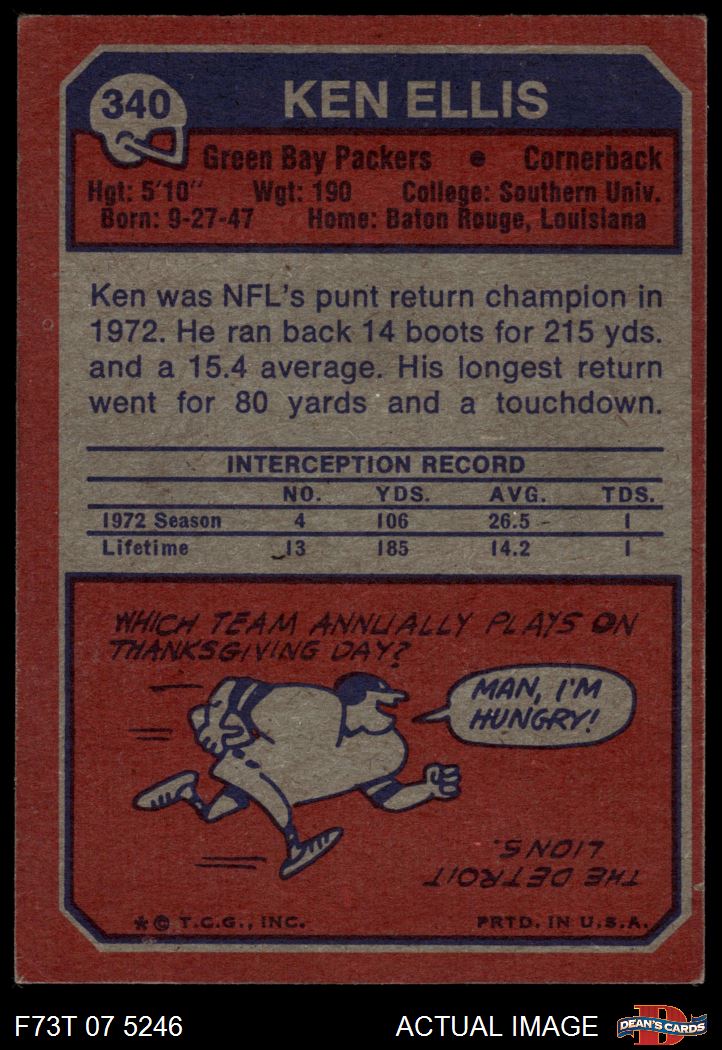 340
KEN ELLIS
Green Bay Packers • Cornerback
Hgt: 5'10" Wgt: 190 College: Southern Univ.
Born: 9-27-47 Home: Baton Rouge, Louisiana
Ken was NFL's punt return champion in
1972. He ran back 14 boots for 215 yds.
and a 15.4 average. His longest return
went for 80 yards and a touchdown.
INTERCEPTION RECORD
NO. YDS. AVG. TDS.
1972 Season 4 106 26.5 1
Lifetime 13 185 14.2 1
WHICH TEAM ANNUALLY PLAYS ON
THANKSGIVING DAY?
MAN, I'M
HUNGRY!
THE DETROIT
LIONS.
* © T.C.G., INC. PRTD. IN U.S.A.
F73T 07 5246 ACTUAL IMAGE
D
DEAN'S CARDS